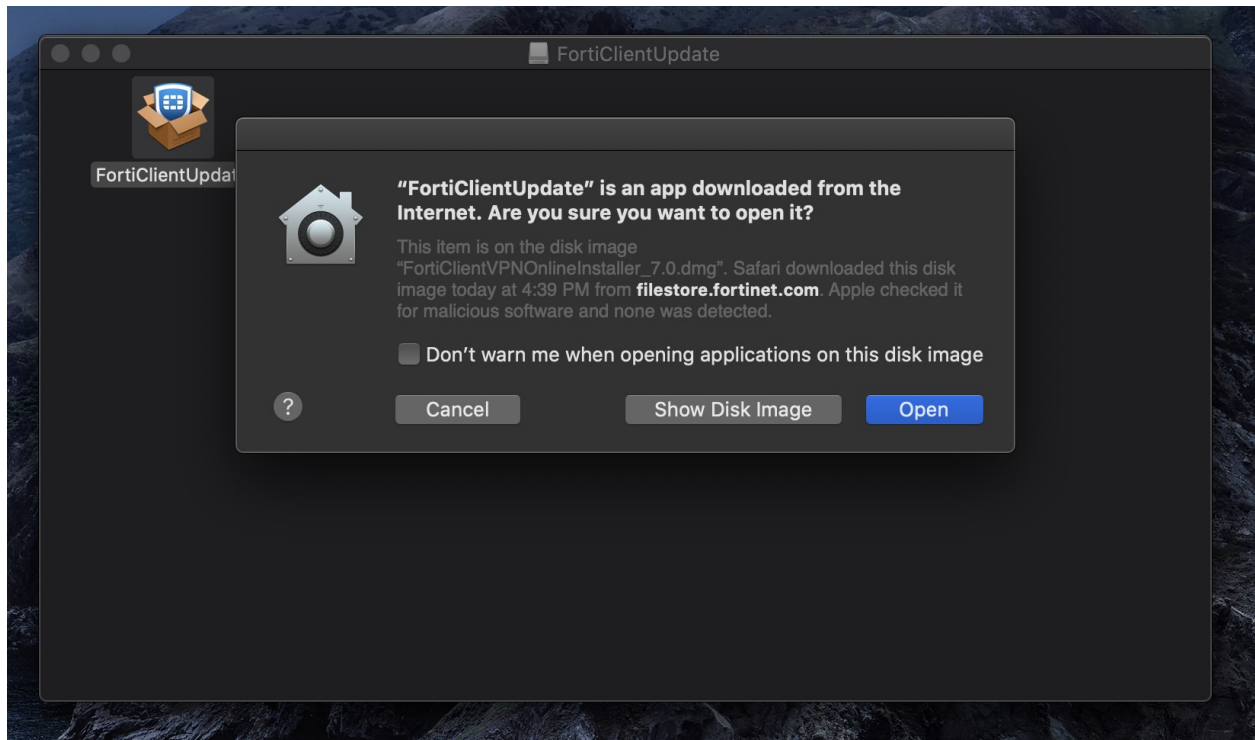 FortiClientUpdate
FortiClientUpdat
“FortiClientUpdate” is an app downloaded from the
Internet. Are you sure you want to open it?
This item is on the disk image
“FortiClientVPNOnlineInstaller_7.0.dmg”. Safari downloaded this disk
image today at 4:39 PM from filestore.fortinet.com. Apple checked it
for malicious software and none was detected.
Don’t warn me when opening applications on this disk image
?
Cancel
Show Disk Image
Open